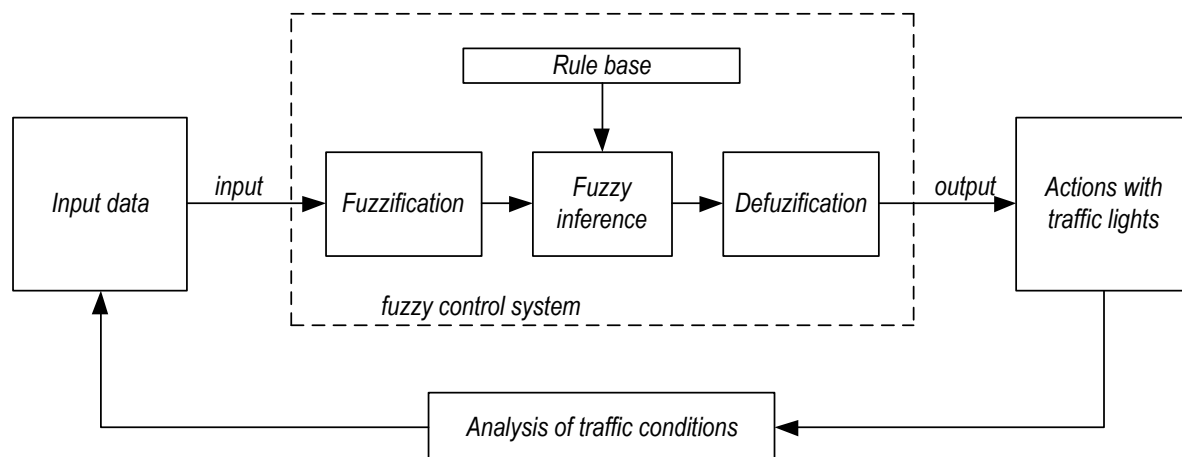 Rule base
Input data
input
Fuzzification
Fuzzy
inference
Defuzification
output
Actions with
traffic lights
fuzzy control system
Analysis of traffic conditions